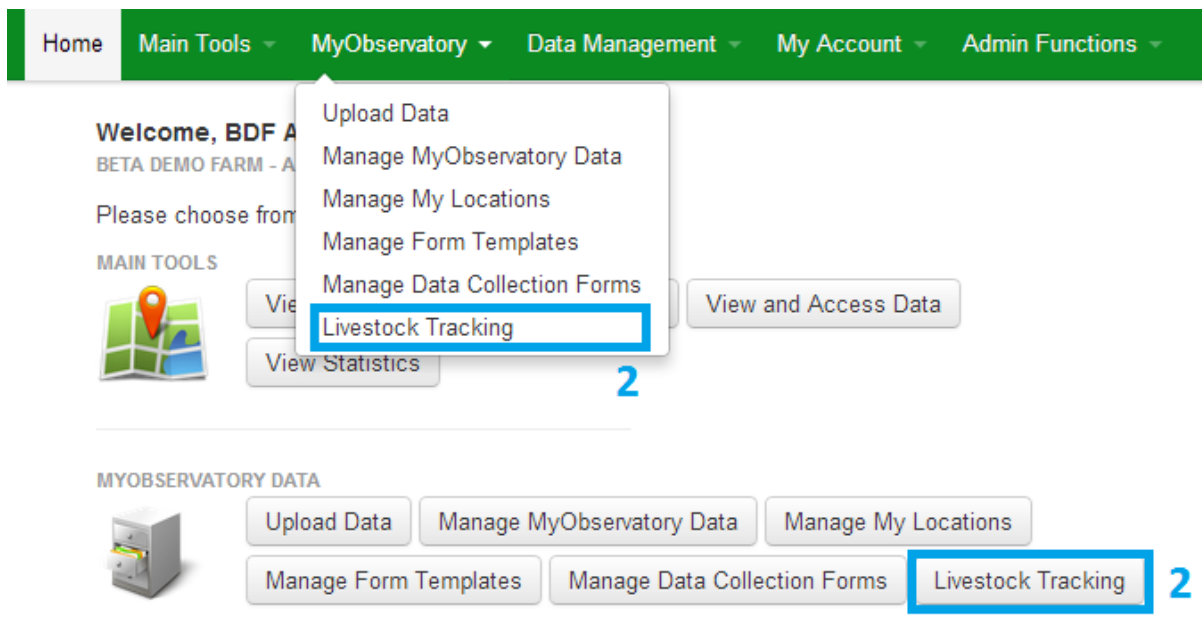 Home Main Tools MyObservatory Data Management My Account Admin Functions
Upload Data
Manage MyObservatory Data
Manage My Locations
Manage Form Templates
Manage Data Collection Forms
Livestock Tracking
2
Welcome, BDF A
BETA DEMO FARM - A
Please choose from
MAIN TOOLS
View and Access Data
View Statistics
MYOBSERVATORY DATA
Upload Data Manage MyObservatory Data Manage My Locations
Manage Form Templates Manage Data Collection Forms Livestock Tracking 2